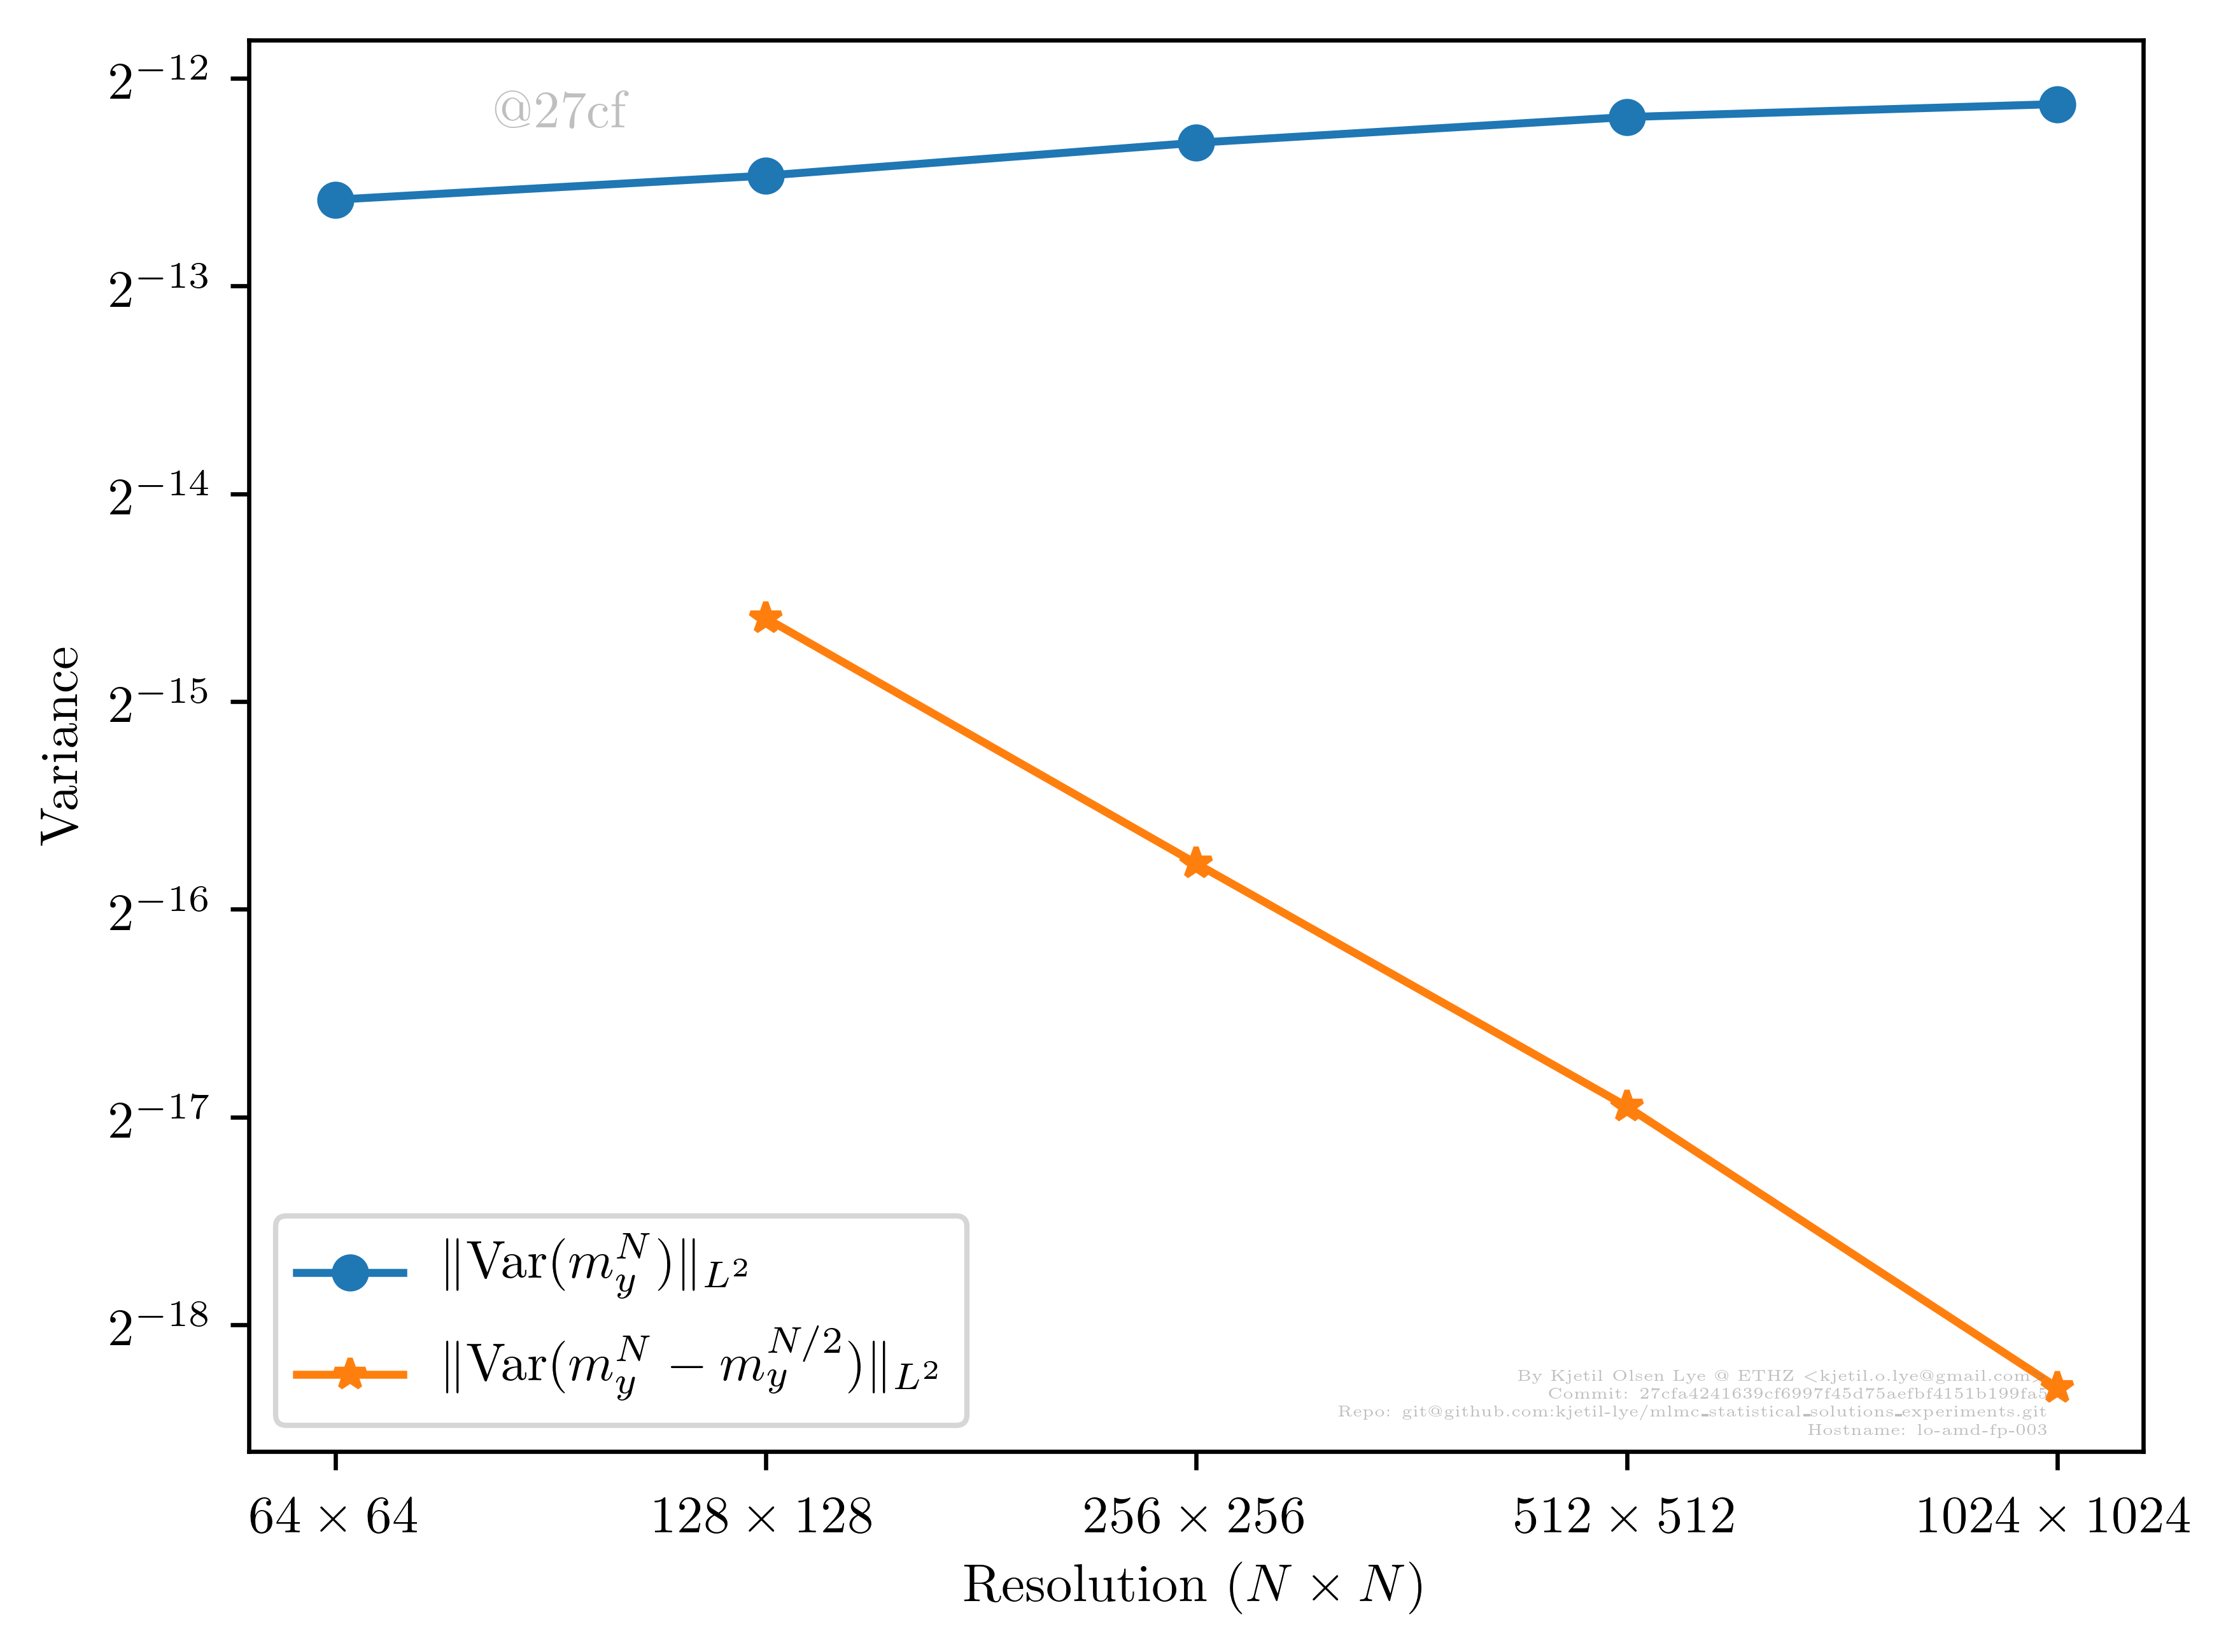 @27cf
2^{-12}
2^{-13}
2^{-14}
2^{-15}
2^{-16}
2^{-17}
2^{-18}
Variance
‖Var(m_y^N)‖_{L^2}
‖Var(m_y^N − m_y^{N/2})‖_{L^2}
By Kjetil Olsen Lye @ ETHZ <kjetil.o.lye@gmail.com>
Commit: 27cfa4241639cf6997f45d75aefbf4151b199fa5
Repo: git@github.com:kjetil-lye/mlmc_statistical_solutions_experiments.git
Hostname: lo-amd-fp-003
64 × 64 128 × 128 256 × 256 512 × 512 1024 × 1024
Resolution (N × N)